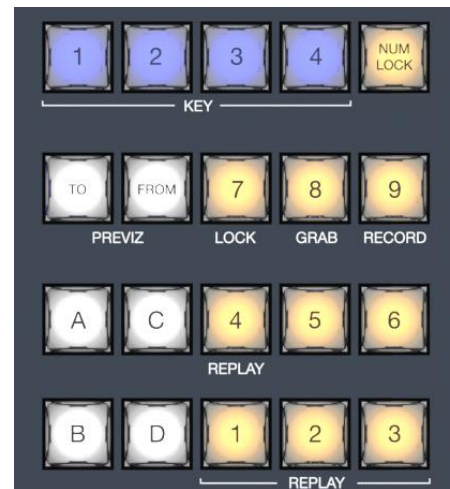 1 2 3 4 NUM LOCK
KEY
TO FROM 7 8 9
PREVIZ LOCK GRAB RECORD
A C 4 5 6
REPLAY
B D 1 2 3
REPLAY